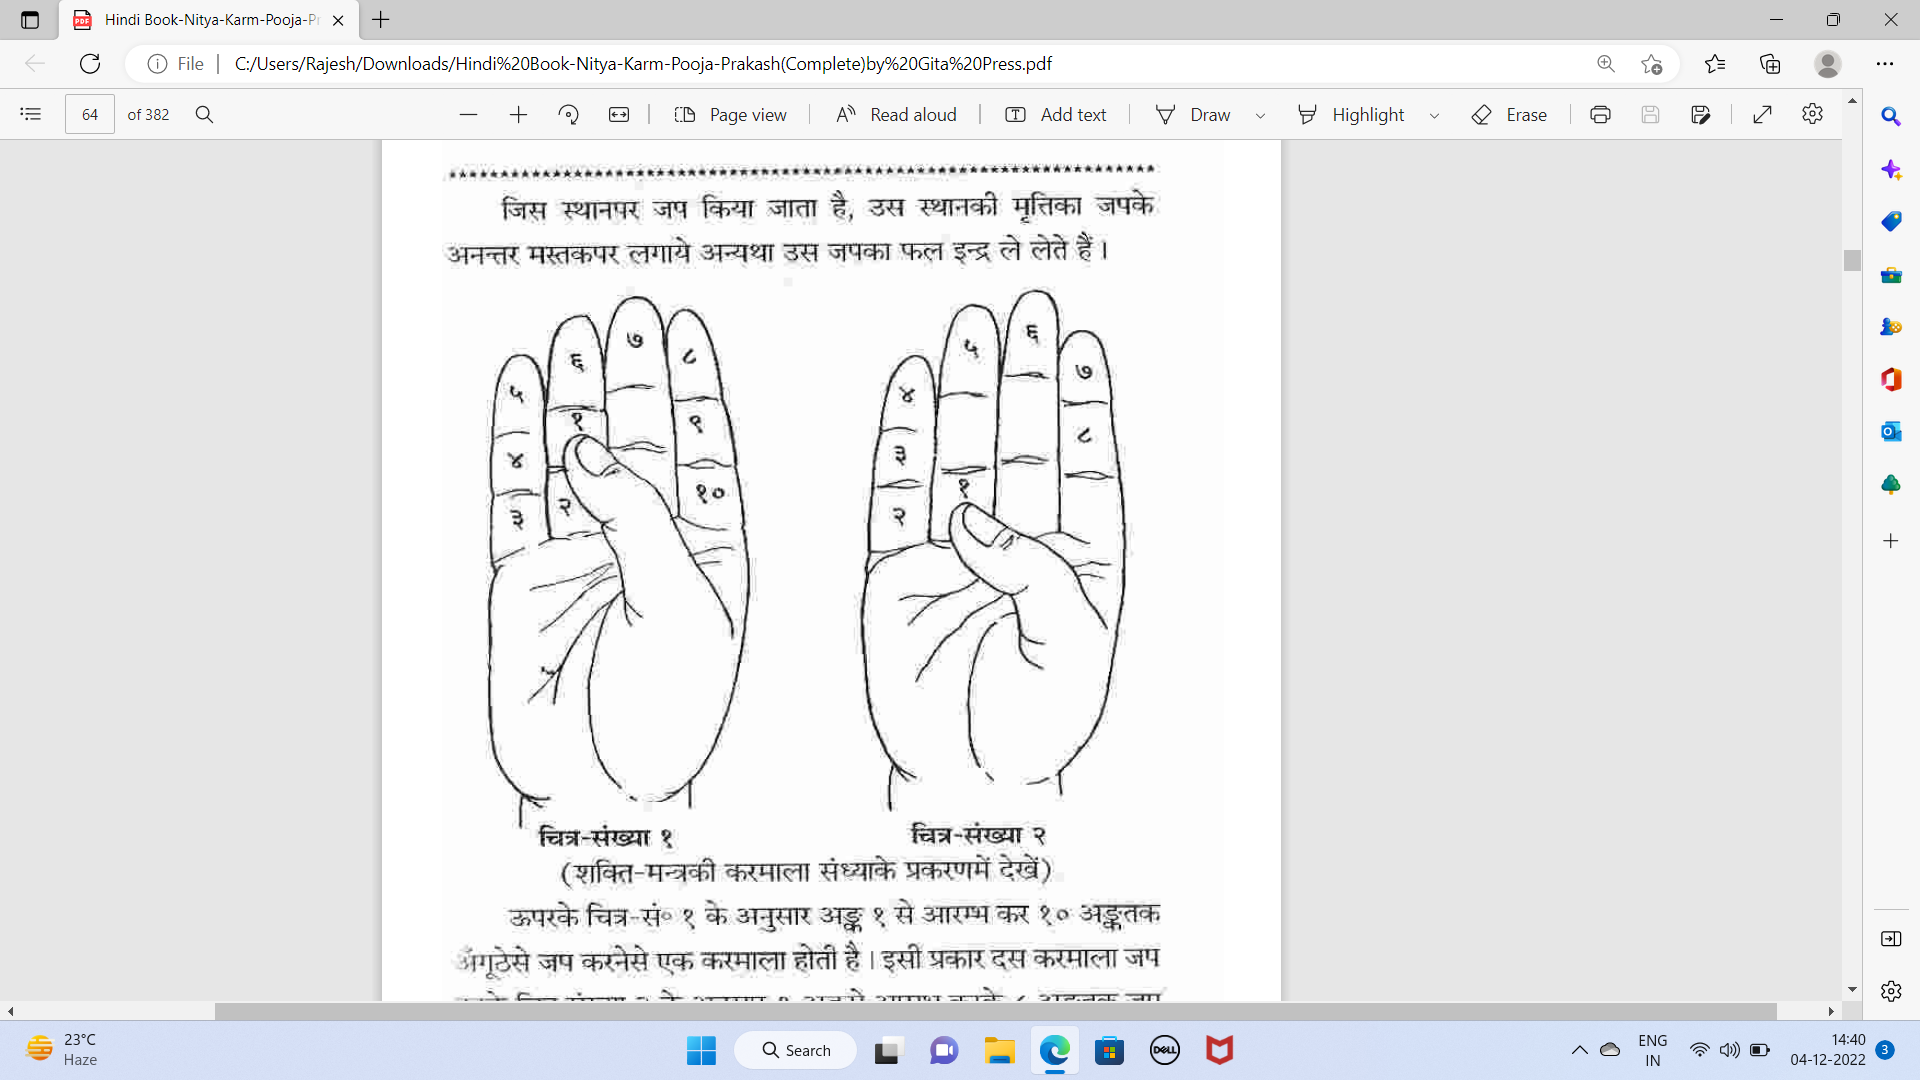 Hindi Book-Nitya-Karm-Pooja-Pr
File
C:/Users/Rajesh/Downloads/Hindi%20Book-Nitya-Karm-Pooja-Prakash(Complete)by%20Gita%20Press.pdf
64 of 382
Page view
Read aloud
Add text
Draw
Highlight
Erase
जिस स्थानपर जप किया जाता है, उस स्थानकी मृत्तिका जपके
अनन्तर मस्तकपर लगाये अन्यथा उस जपका फल इन्द्र ले लेते हैं।
५ ६ ७ ८
१ ९
४
३ २ १०
४ ५ ६ ७
३ ८
२ १
चित्र-संख्या १
चित्र-संख्या २
(शक्ति-मन्त्रकी करमाला संध्याके प्रकरणमें देखें)
ऊपरके चित्र-सं० १ के अनुसार अङ्क १ से आरम्भ कर १० अङ्कतक
अँगूठेसे जप करनेसे एक करमाला होती है। इसी प्रकार दस करमाला जप
23°C
Haze
Search
DELL
ENG
IN
14:40
04-12-2022
3